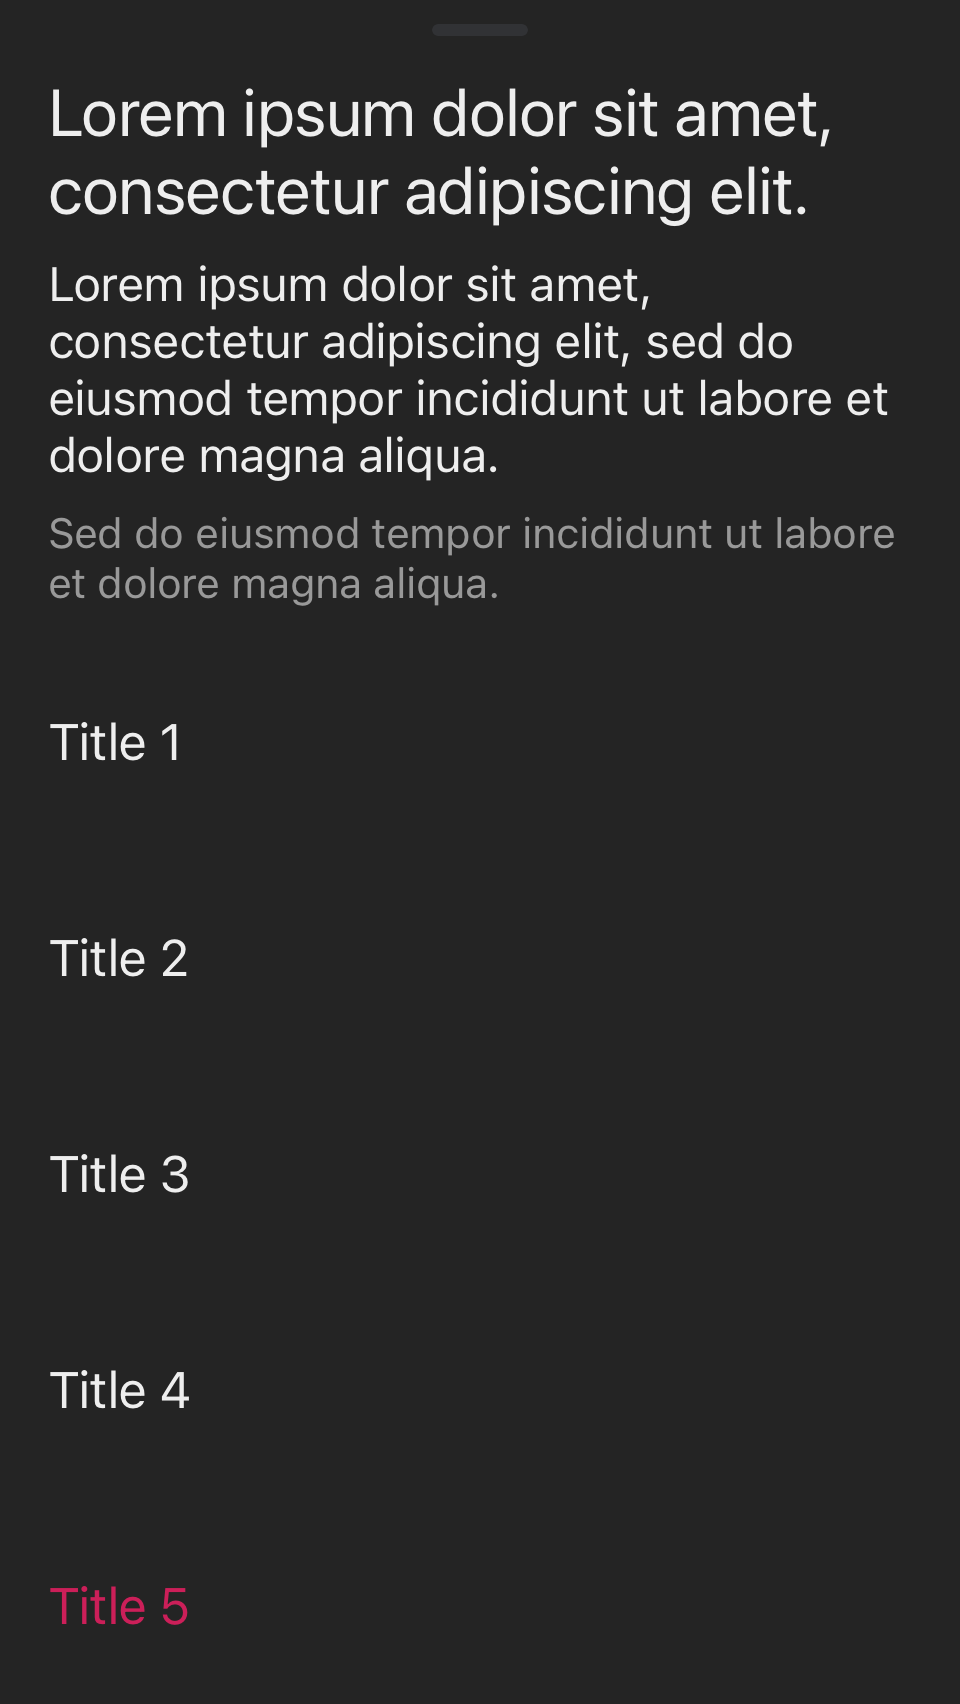 Lorem ipsum dolor sit amet,
consectetur adipiscing elit.
Lorem ipsum dolor sit amet,
consectetur adipiscing elit, sed do
eiusmod tempor incididunt ut labore et
dolore magna aliqua.
Sed do eiusmod tempor incididunt ut labore
et dolore magna aliqua.
Title 1
Title 2
Title 3
Title 4
Title 5